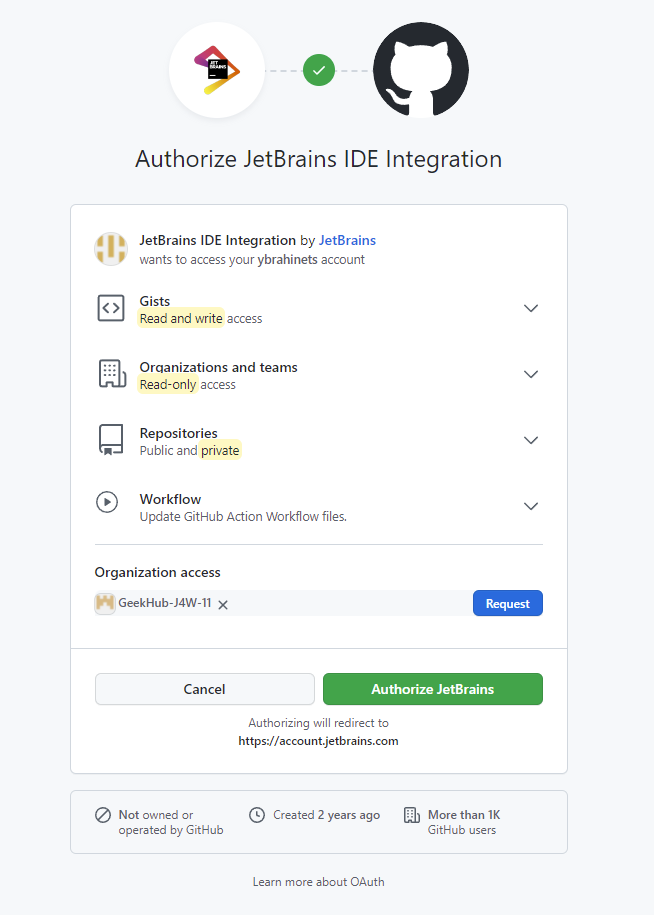 JET
BRAINS
Authorize JetBrains IDE Integration
JetBrains IDE Integration by JetBrains
wants to access your ybrahinets account
Gists
Read and write access
Organizations and teams
Read-only access
Repositories
Public and private
Workflow
Update GitHub Action Workflow files.
Organization access
GeekHub-J4W-11
Request
Cancel
Authorize JetBrains
Authorizing will redirect to
https://account.jetbrains.com
Not owned or
operated by GitHub
Created 2 years ago
More than 1K
GitHub users
Learn more about OAuth